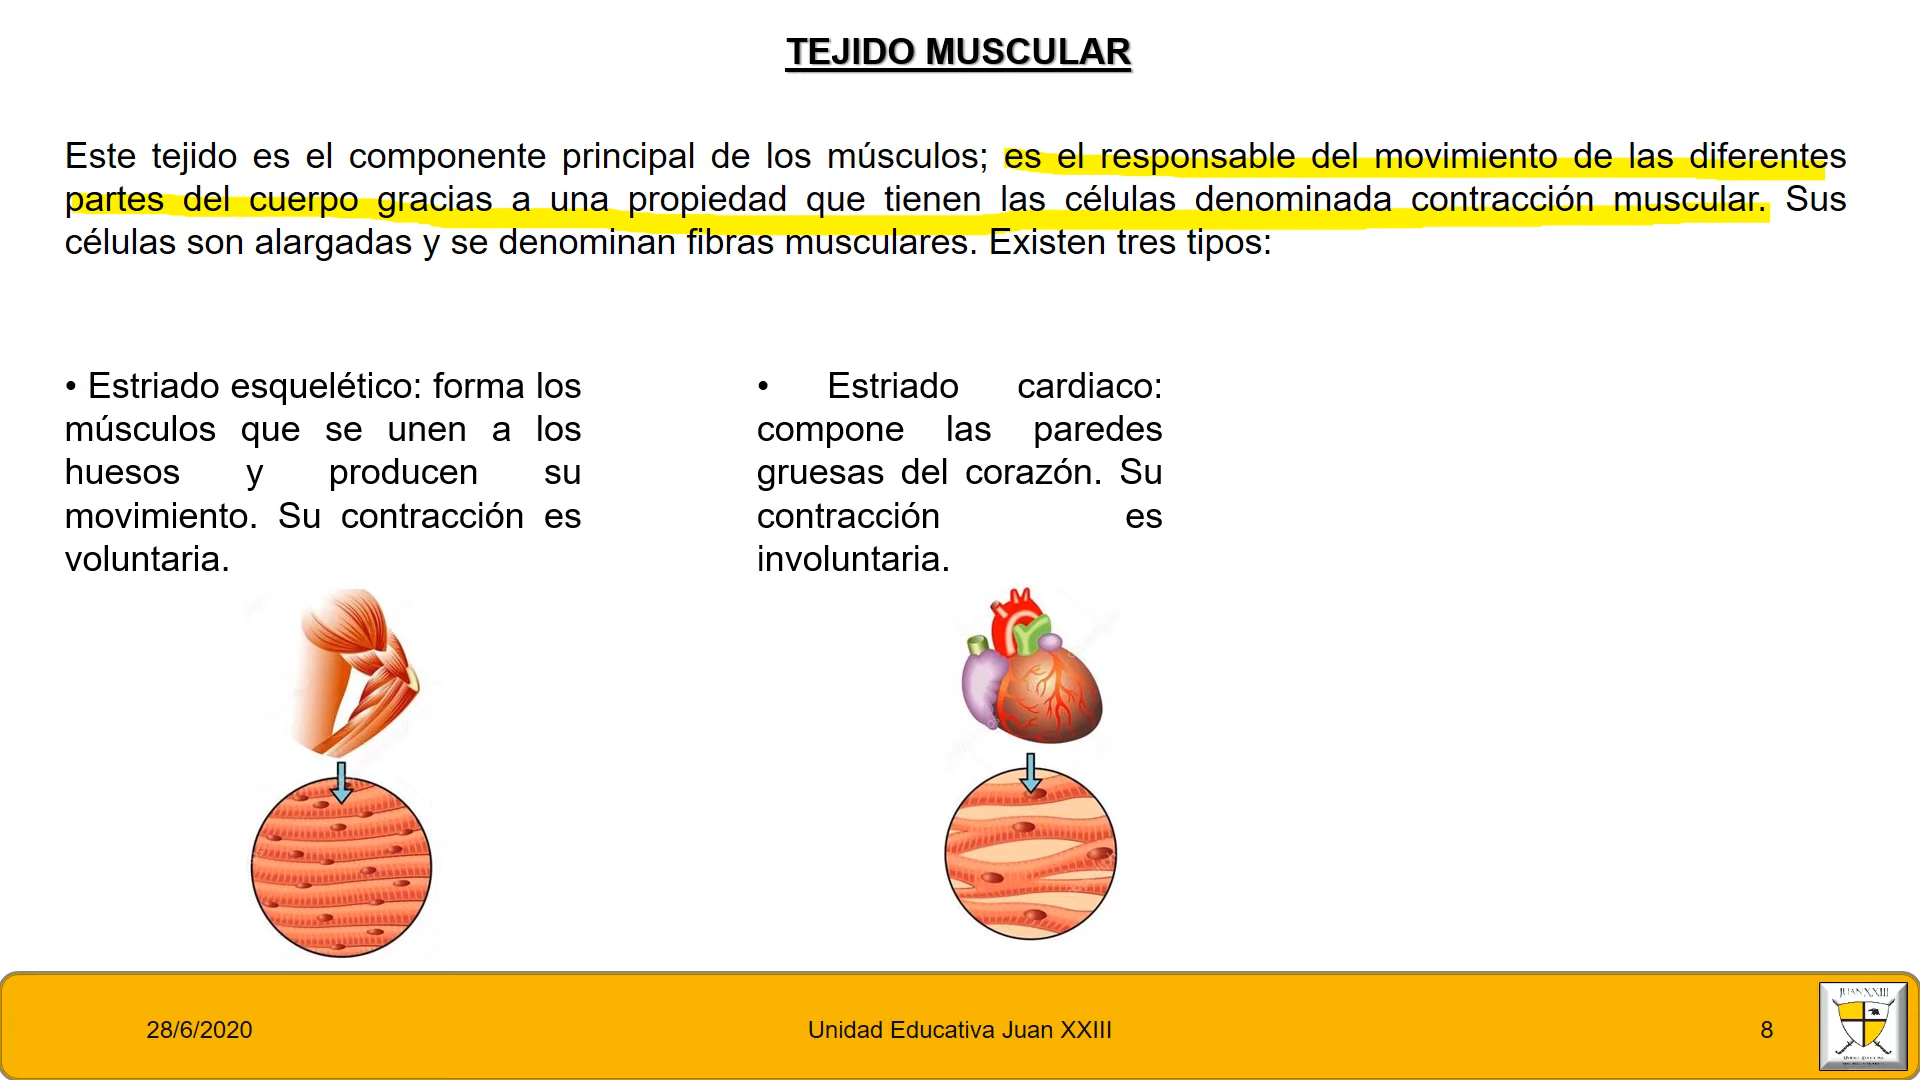 TEJIDO MUSCULAR
Este tejido es el componente principal de los músculos; es el responsable del movimiento de las diferentes
partes del cuerpo gracias a una propiedad que tienen las células denominada contracción muscular. Sus
células son alargadas y se denominan fibras musculares. Existen tres tipos:
• Estriado esquelético: forma los
músculos que se unen a los
huesos y producen su
movimiento. Su contracción es
voluntaria.
• Estriado cardiaco:
compone las paredes
gruesas del corazón. Su
contracción es
involuntaria.
28/6/2020
Unidad Educativa Juan XXIII
8
JUAN XXIII